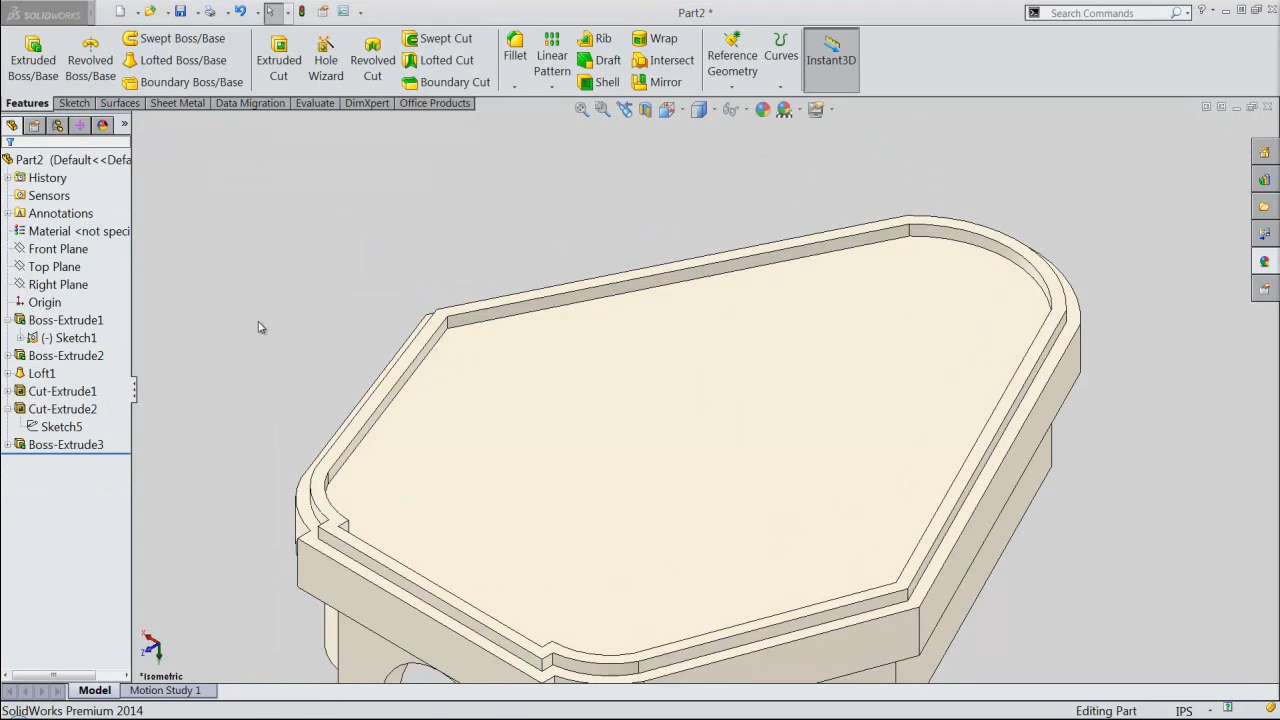 SOLIDWORKS
Part2 *
Search Commands
Extruded Boss/Base
Revolved Boss/Base
Swept Boss/Base
Lofted Boss/Base
Boundary Boss/Base
Extruded Cut
Hole Wizard
Revolved Cut
Swept Cut
Lofted Cut
Boundary Cut
Fillet
Linear Pattern
Rib
Draft
Shell
Wrap
Intersect
Mirror
Reference Geometry
Curves
Instant3D
Features Sketch Surfaces Sheet Metal Data Migration Evaluate DimXpert Office Products
Part2 (Default<<Defa
History
Sensors
Annotations
Material <not speci
Front Plane
Top Plane
Right Plane
Origin
Boss-Extrude1
(-) Sketch1
Boss-Extrude2
Loft1
Cut-Extrude1
Cut-Extrude2
Sketch5
Boss-Extrude3
X
Z
Y
*Isometric
Model Motion Study 1
SolidWorks Premium 2014
Editing Part
IPS